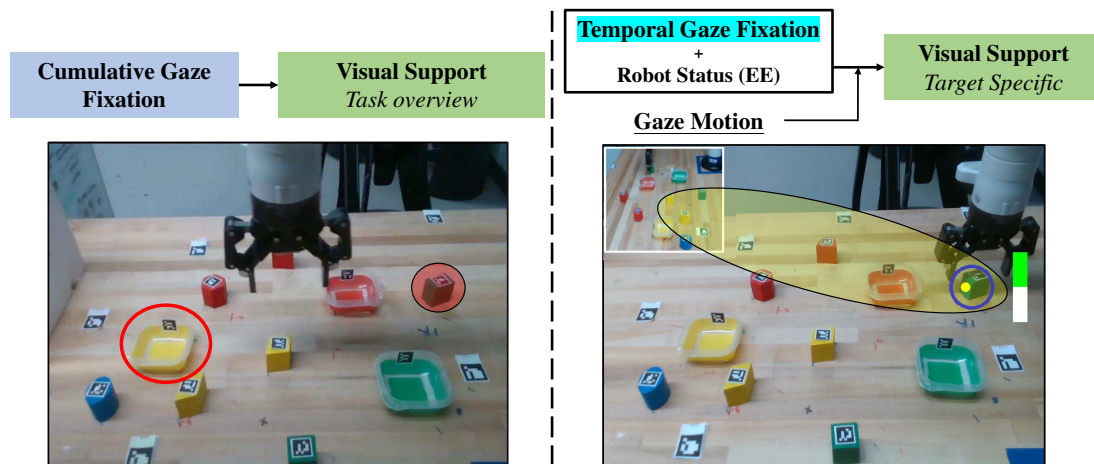 Cumulative Gaze
Fixation
Visual Support
Task overview
Temporal Gaze Fixation
+
Robot Status (EE)
Gaze Motion
Visual Support
Target Specific